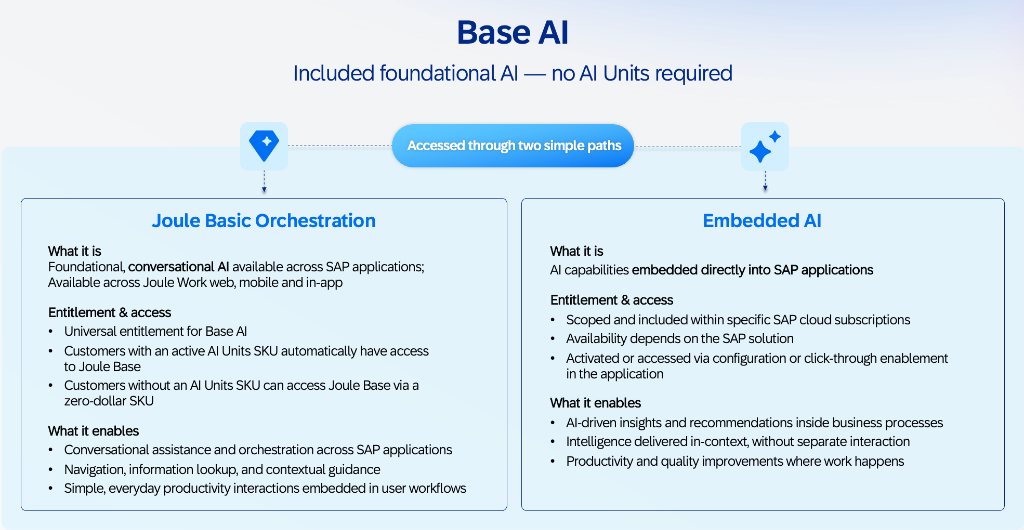 Base AI
Included foundational AI — no AI Units required
Accessed through two simple paths
Joule Basic Orchestration
What it is
Foundational, conversational AI available across SAP applications;
Available across Joule Work web, mobile and in-app
Entitlement & access
• Universal entitlement for Base AI
• Customers with an active AI Units SKU automatically have access
to Joule Base
• Customers without an AI Units SKU can access Joule Base via a
zero-dollar SKU
What it enables
• Conversational assistance and orchestration across SAP applications
• Navigation, information lookup, and contextual guidance
• Simple, everyday productivity interactions embedded in user workflows
Embedded AI
What it is
AI capabilities embedded directly into SAP applications
Entitlement & access
• Scoped and included within specific SAP cloud subscriptions
• Availability depends on the SAP solution
• Activated or accessed via configuration or click-through enablement
in the application
What it enables
• AI-driven insights and recommendations inside business processes
• Intelligence delivered in-context, without separate interaction
• Productivity and quality improvements where work happens